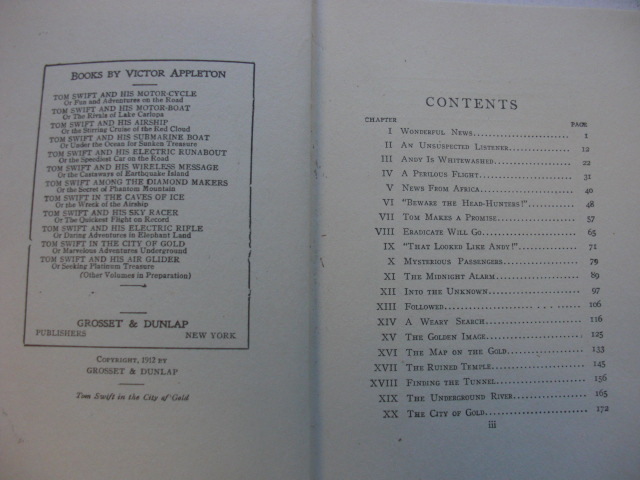 BOOKS BY VICTOR APPLETON
TOM SWIFT AND HIS MOTOR-CYCLE
Or Fun and Adventures on the Road
TOM SWIFT AND HIS MOTOR-BOAT
Or The Rivals of Lake Carlopa
TOM SWIFT AND HIS AIRSHIP
Or the Stirring Cruise of the Red Cloud
TOM SWIFT AND HIS SUBMARINE BOAT
Or Under the Ocean for Sunken Treasure
TOM SWIFT AND HIS ELECTRIC RUNABOUT
Or the Speediest Car on the Road
TOM SWIFT AND HIS WIRELESS MESSAGE
Or the Castaways of Earthquake Island
TOM SWIFT AMONG THE DIAMOND MAKERS
Or the Secret of Phantom Mountain
TOM SWIFT IN THE CAVES OF ICE
Or the Wreck of the Airship
TOM SWIFT AND HIS SKY RACER
Or The Quickest Flight on Record
TOM SWIFT AND HIS ELECTRIC RIFLE
Or Daring Adventures in Elephant Land
TOM SWIFT IN THE CITY OF GOLD
Or Marvelous Adventures Underground
TOM SWIFT AND HIS AIR GLIDER
Or Seeking Platinum Treasure
(Other Volumes in Preparation)
GROSSET & DUNLAP
PUBLISHERS NEW YORK
COPYRIGHT, 1912 BY
GROSSET & DUNLAP
Tom Swift in the City of Gold
CONTENTS
CHAPTER PAGE
I WONDERFUL NEWS 1
II AN UNSUSPECTED LISTENER 12
III ANDY IS WHITEWASHED 22
IV A PERILOUS FLIGHT 31
V NEWS FROM AFRICA 40
VI "BEWARE THE HEAD-HUNTERS!" 48
VII TOM MAKES A PROMISE 57
VIII ERADICATE WILL GO 65
IX "THAT LOOKED LIKE ANDY!" 71
X MYSTERIOUS PASSENGERS 79
XI THE MIDNIGHT ALARM 89
XII INTO THE UNKNOWN 97
XIII FOLLOWED 106
XIV A WEARY SEARCH 116
XV THE GOLDEN IMAGE 125
XVI THE MAP ON THE GOLD 133
XVII THE RUINED TEMPLE 145
XVIII FINDING THE TUNNEL 156
XIX THE UNDERGROUND RIVER 165
XX THE CITY OF GOLD 172
iii